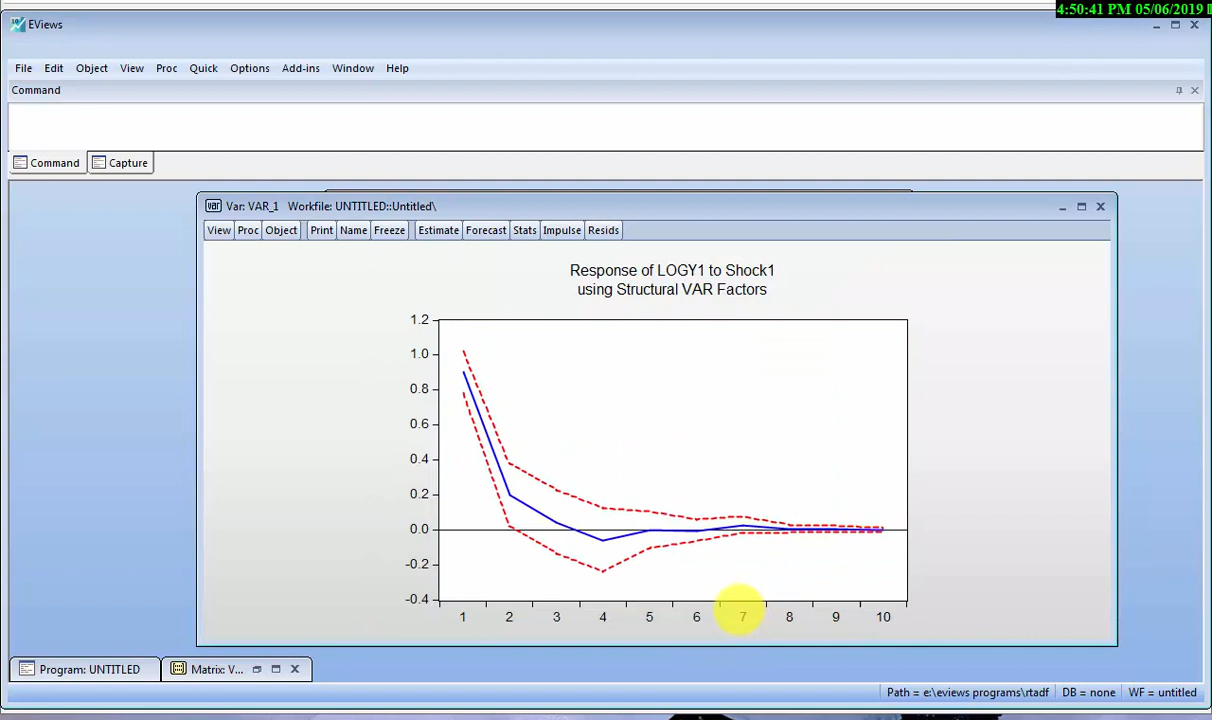 4:50:41 PM 05/06/2019
EViews
File Edit Object View Proc Quick Options Add-ins Window Help
Command
Command Capture
var Var: VAR_1 Workfile: UNTITLED::Untitled\
View Proc Object Print Name Freeze Estimate Forecast Stats Impulse Resids
Response of LOGY1 to Shock1
using Structural VAR Factors
1.2
1.0
0.8
0.6
0.4
0.2
0.0
-0.2
-0.4
1 2 3 4 5 6 7 8 9 10
Program: UNTITLED Matrix: V...
Path = e:\eviews programs\rtadf DB = none WF = untitled